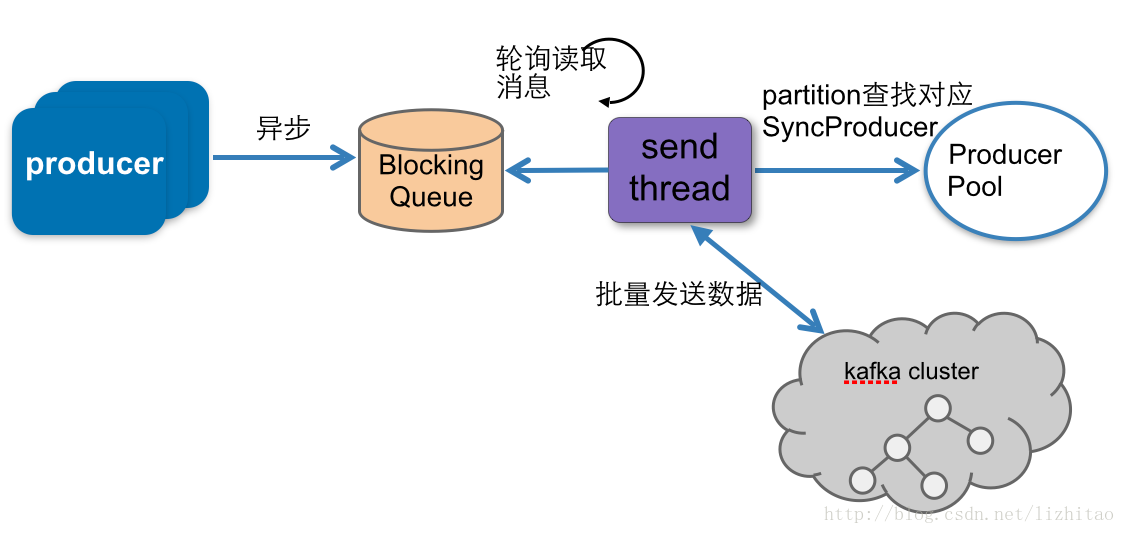 轮询读取
消息
partition查找对应
SyncProducer
异步
producer
Blocking
Queue
send
thread
Producer
Pool
批量发送数据
kafka cluster
http://blog.csdn.net/lizhitao